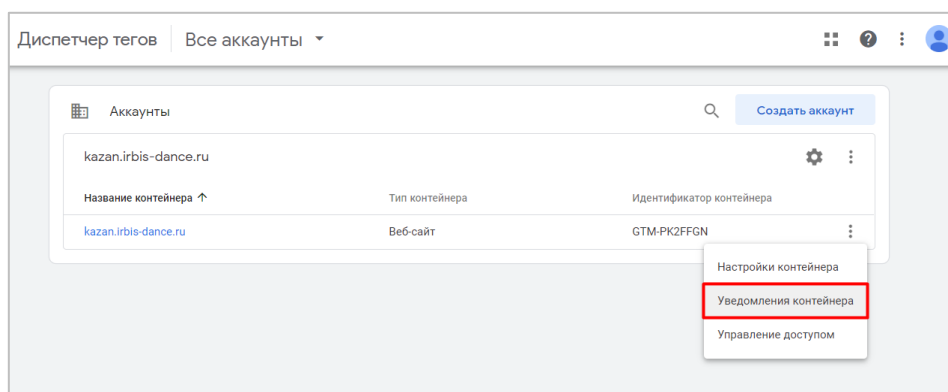 Диспетчер тегов Все аккаунты
Аккаунты Создать аккаунт
kazan.irbis-dance.ru
Название контейнера Тип контейнера Идентификатор контейнера
kazan.irbis-dance.ru Веб-сайт GTM-PK2FFGN
Настройки контейнера
Уведомления контейнера
Управление доступом